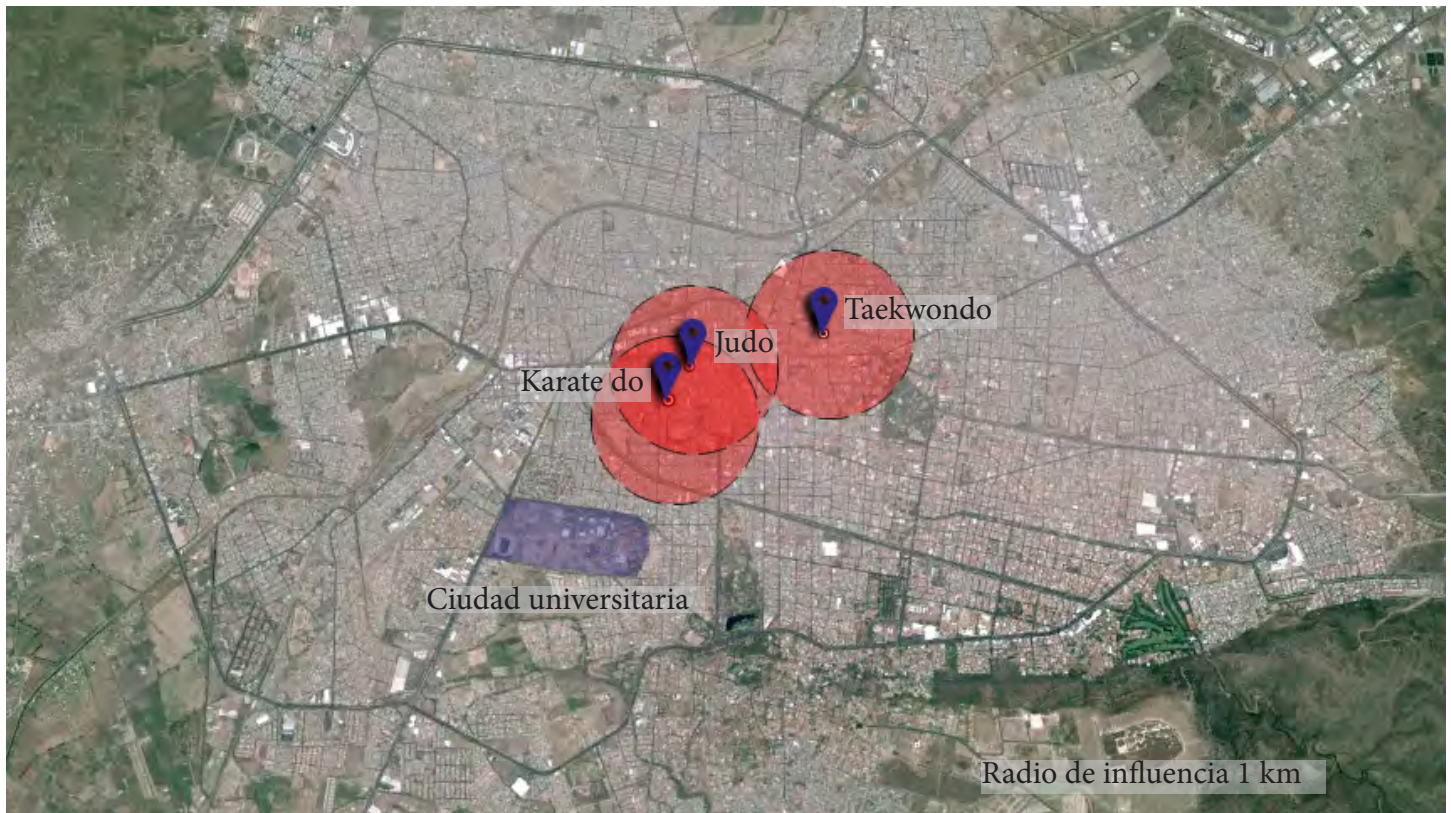 Taekwondo
Judo
Karate do
Ciudad universitaria
Radio de influencia 1 km